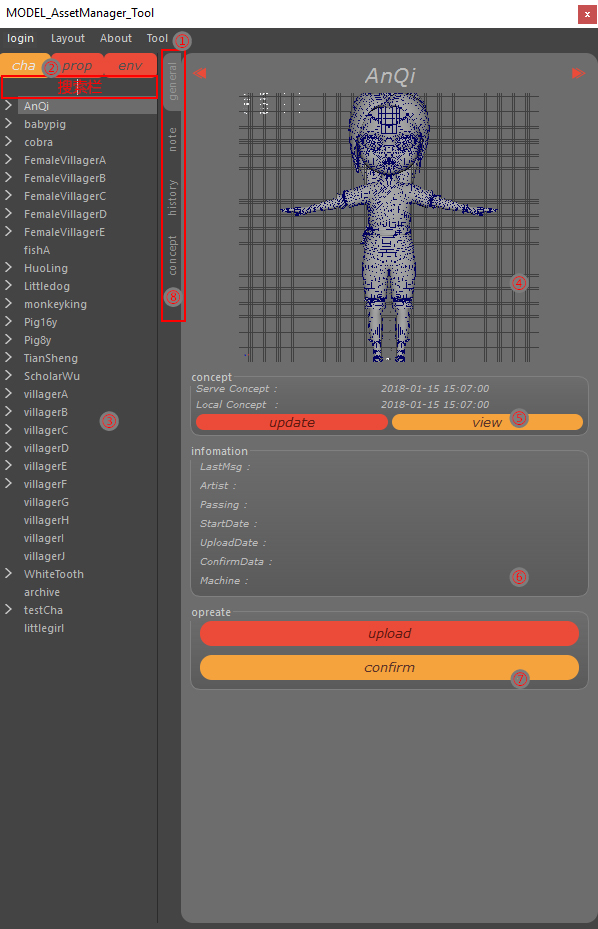 MODEL_AssetManager_Tool
x
login Layout About Tool ①
cha ② prop env
搜索栏
AnQi
babypig
cobra
FemaleVillagerA
FemaleVillagerB
FemaleVillagerC
FemaleVillagerD
FemaleVillagerE
fishA
HuoLing
Littledog
monkeyking
Pig16y
Pig8y
TianSheng
ScholarWu
villagerA
villagerB
villagerC
③
villagerD
villagerE
villagerF
villagerG
villagerH
villagerI
villagerJ
WhiteTooth
archive
testCha
littlegirl
general
note
history
concept
⑧
AnQi
④
concept
Serve Concept : 2018-01-15 15:07:00
Local Concept : 2018-01-15 15:07:00
update view ⑤
infomation
LastMsg :
Artist :
Passing :
StartDate :
UploadDate :
ConfirmData :
Machine : ⑥
opreate
upload
confirm
⑦